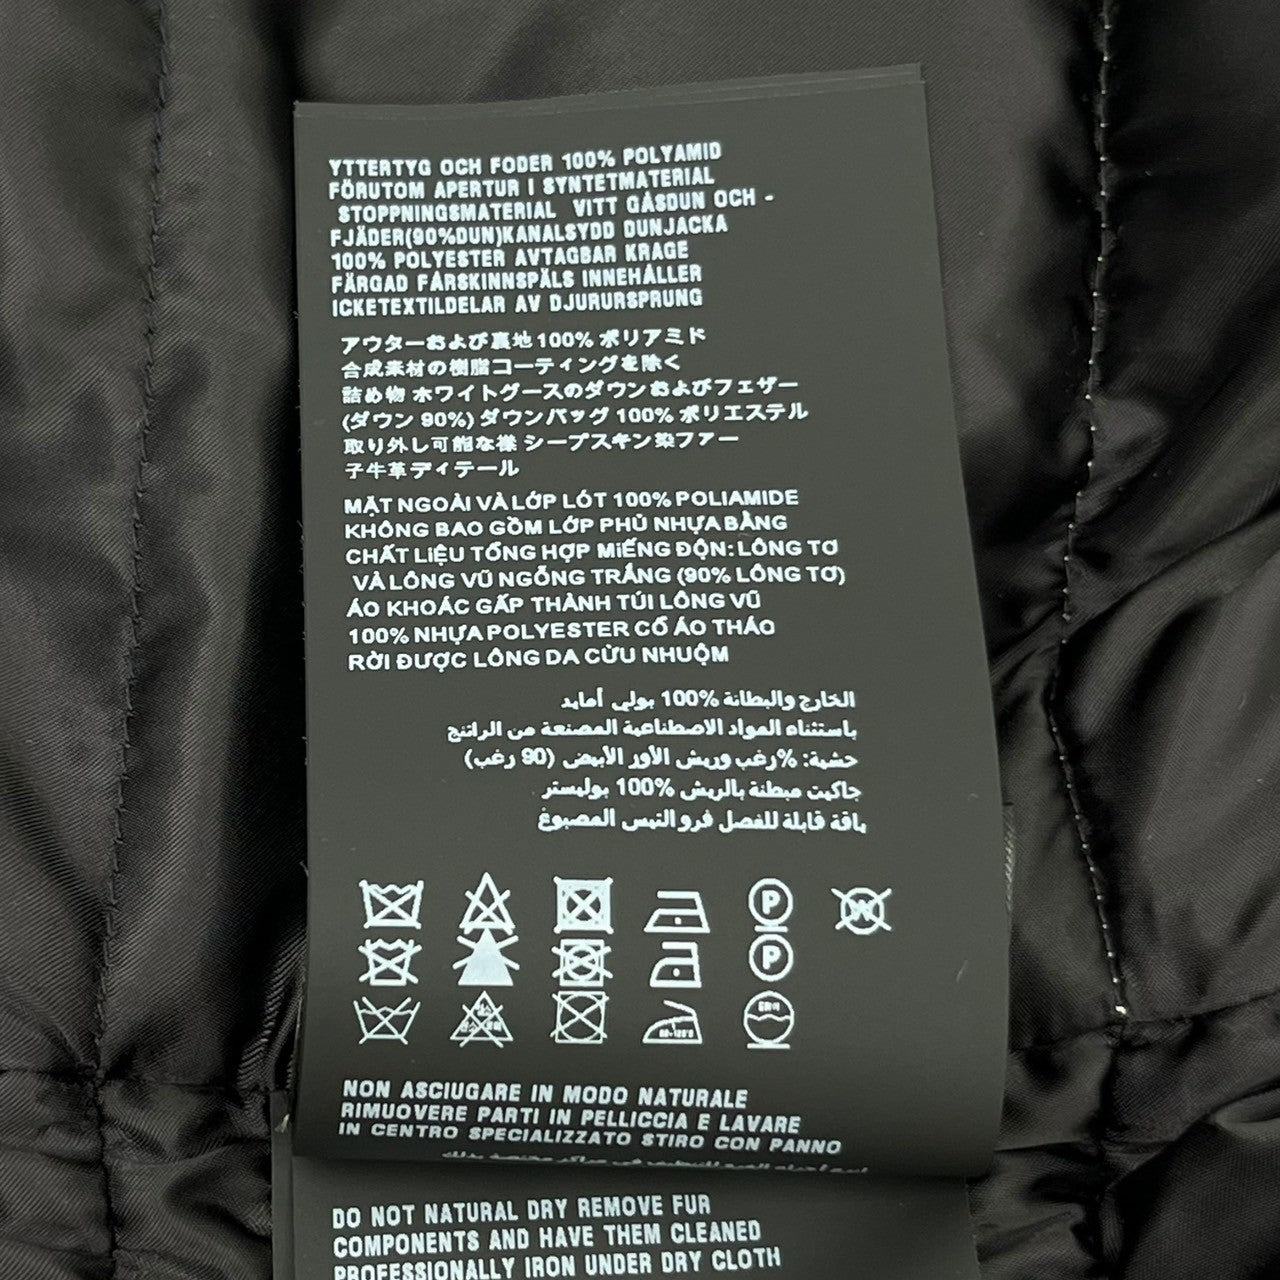 YTTERTYG OCH FODER 100% POLYAMID
FÖRUTOM APERTUR I SYNTETMATERIAL
STOPPNINGSMATERIAL VITT GÅSDUN OCH -
FJÄDER(90%DUN)KANALSYDD DUNJACKA
100% POLYESTER AVTAGBAR KRAGE
FÄRGAD FÅRSKINNSPÄLS INNEHÅLLER
ICKETEXTILDELAR AV DJURURSPRUNG
アウターおよび裏地100% ポリアミド
合成素材の樹脂コーティングを除く
詰め物 ホワイトグースのダウンおよびフェザー
(ダウン 90%) ダウンバッグ 100% ポリエステル
取り外し可能な襟 シープスキン染ファー
子牛革ディテール
MẶT NGOÀI VÀ LỚP LÓT 100% POLIAMIDE
KHÔNG BAO GỒM LỚP PHỦ NHỰA BẰNG
CHẤT LIỆU TỔNG HỢP MIẾNG ĐỘN: LÔNG TƠ
VÀ LÔNG VŨ NGỖNG TRẮNG (90% LÔNG TƠ)
ÁO KHOÁC GẤP THÀNH TÚI LÔNG VŨ
100% NHỰA POLYESTER CỔ ÁO THÁO
RỜI ĐƯỢC LÔNG DA CỪU NHUỘM
الخارج والبطانة %100 بولي أمايد
باستثناء المواد الاصطناعية المصنعة من الراتنج
حشية: %رغب وريش الأور الأبيض (90 رغب)
جاكيت مبطنة بالريش %100 بوليستر
ياقة قابلة للفصل فرو التيس المصبوغ
P
W
P
NON ASCIUGARE IN MODO NATURALE
RIMUOVERE PARTI IN PELLICCIA E LAVARE
IN CENTRO SPECIALIZZATO STIRO CON PANNO
DO NOT NATURAL DRY REMOVE FUR
COMPONENTS AND HAVE THEM CLEANED
PROFESSIONALLY IRON UNDER DRY CLOTH